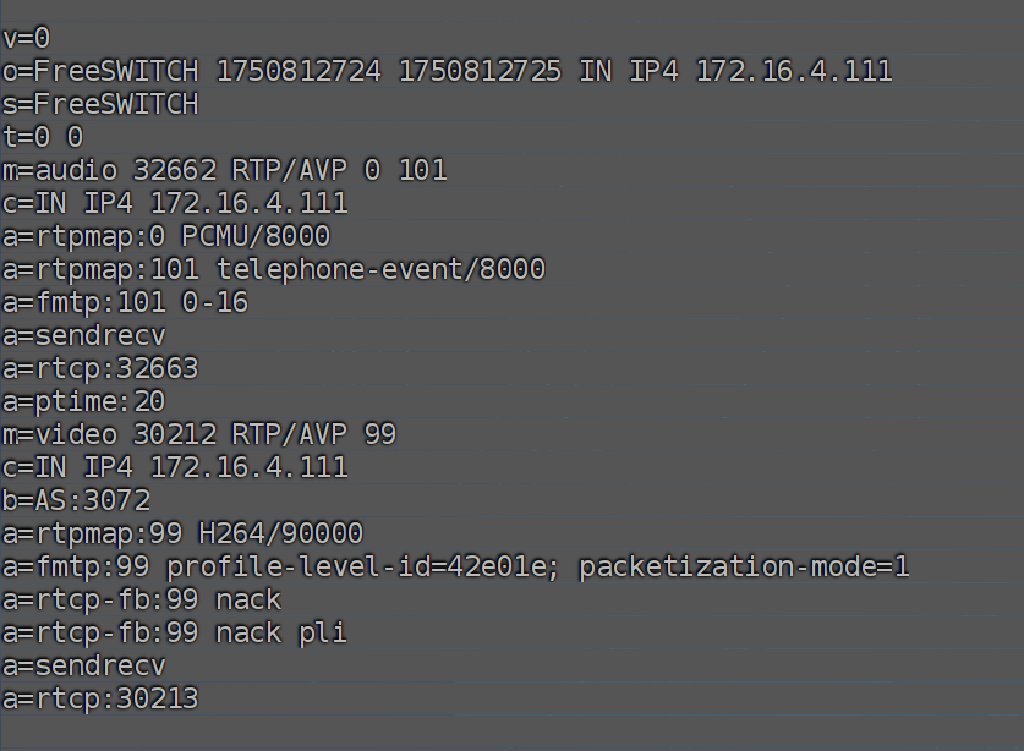 v=0
o=FreeSWITCH 1750812724 1750812725 IN IP4 172.16.4.111
s=FreeSWITCH
t=0 0
m=audio 32662 RTP/AVP 0 101
c=IN IP4 172.16.4.111
a=rtpmap:0 PCMU/8000
a=rtpmap:101 telephone-event/8000
a=fmtp:101 0-16
a=sendrecv
a=rtcp:32663
a=ptime:20
m=video 30212 RTP/AVP 99
c=IN IP4 172.16.4.111
b=AS:3072
a=rtpmap:99 H264/90000
a=fmtp:99 profile-level-id=42e01e; packetization-mode=1
a=rtcp-fb:99 nack
a=rtcp-fb:99 nack pli
a=sendrecv
a=rtcp:30213